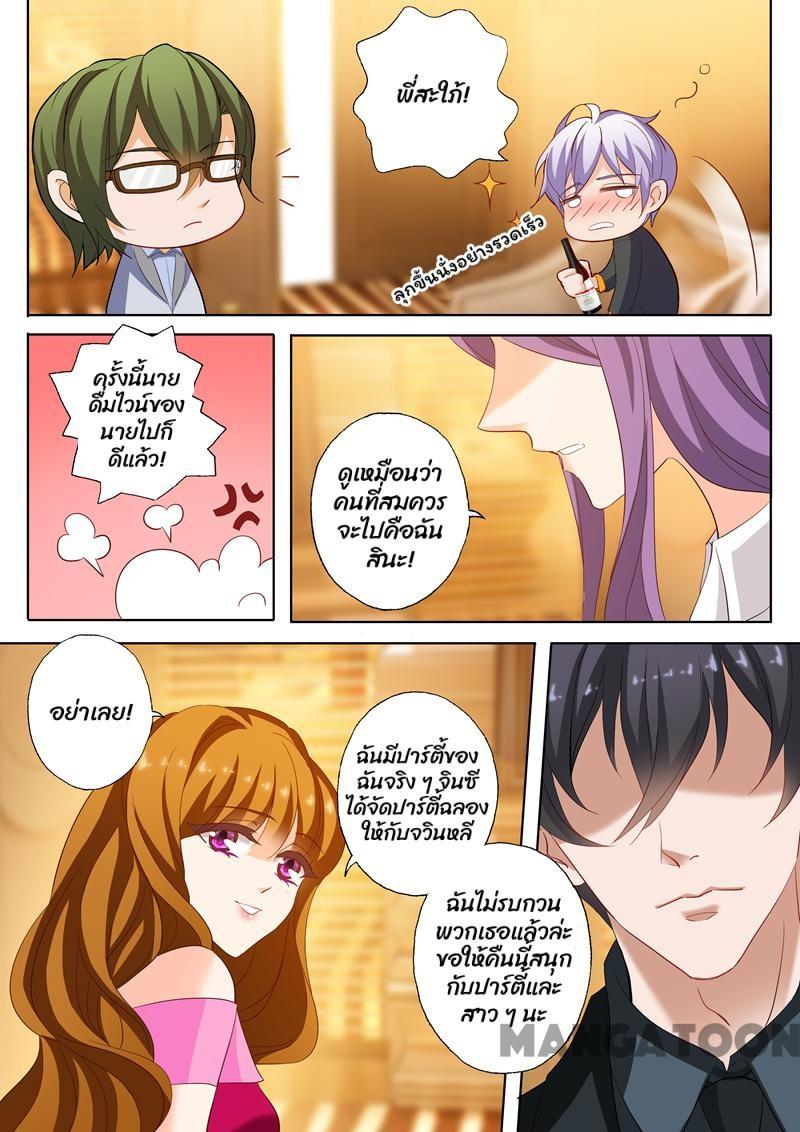 พี่สะใภ้!
ลุกขึ้นนั่งอย่างรวดเร็ว
ครั้งนี้นาย
ดื่มไวน์ของ
นายไปก็
ดีแล้ว!
ดูเหมือนว่า
คนที่สมควร
จะไปคือฉัน
สินะ!
อย่าเลย!
ฉันมีปาร์ตี้ของ
ฉันจริง ๆ จินซี
ได้จัดปาร์ตี้ฉลอง
ให้กับจวินหลี
ฉันไม่รบกวน
พวกเธอแล้วล่ะ
ขอให้คืนนี้สนุก
กับปาร์ตี้และ
สาว ๆ นะ
MANGATOON